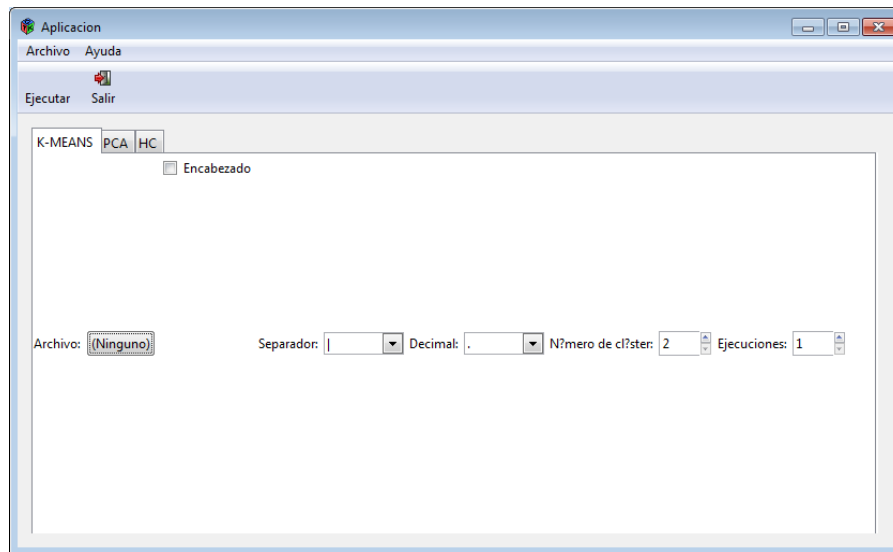 Aplicacion
Archivo Ayuda
Ejecutar Salir
K-MEANS PCA HC
Encabezado
Archivo: (Ninguno) Separador: | Decimal: . N?mero de cl?ster: 2 Ejecuciones: 1